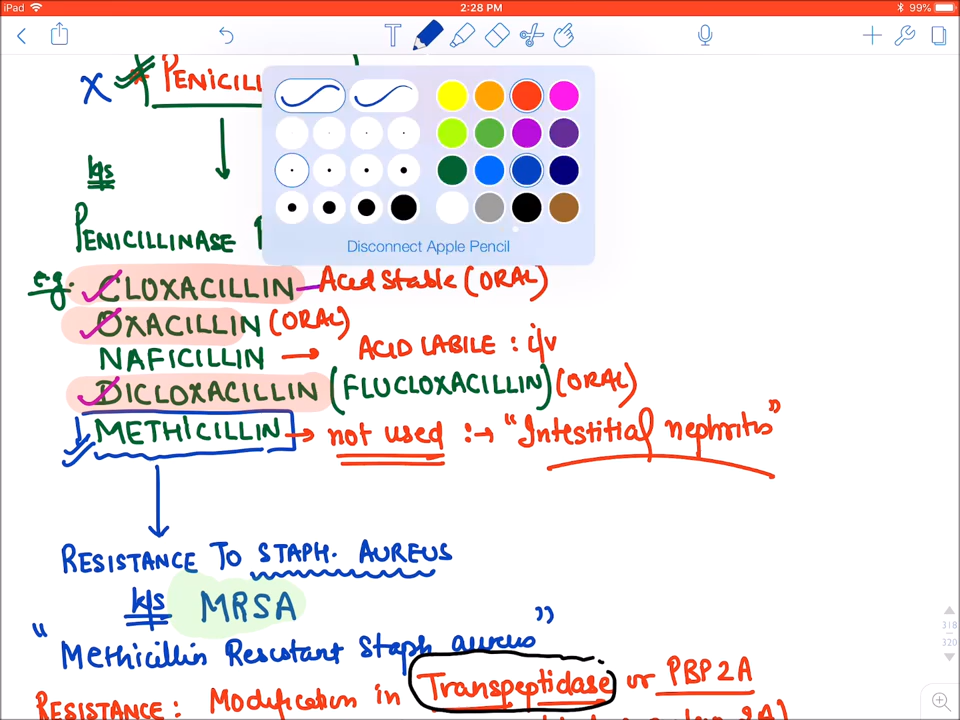 iPad 2:28 PM 99%
T
X * PENICILL
k/s
PENICILLINASE
Disconnect Apple Pencil
e.g. CLOXACILLIN – Acid Stable (ORAL)
OXACILLIN (ORAL)
NAFICILLIN → ACID LABILE : i/v
DICLOXACILLIN (FLUCLOXACILLIN) (ORAL)
METHICILLIN → not used :→ "Intestitial nephritis"
RESISTANCE TO STAPH. AUREUS
k/s MRSA
"Methicillin Resistant Staph aureus"
RESISTANCE: Modification in Transpeptidase or PBP2A
318
320